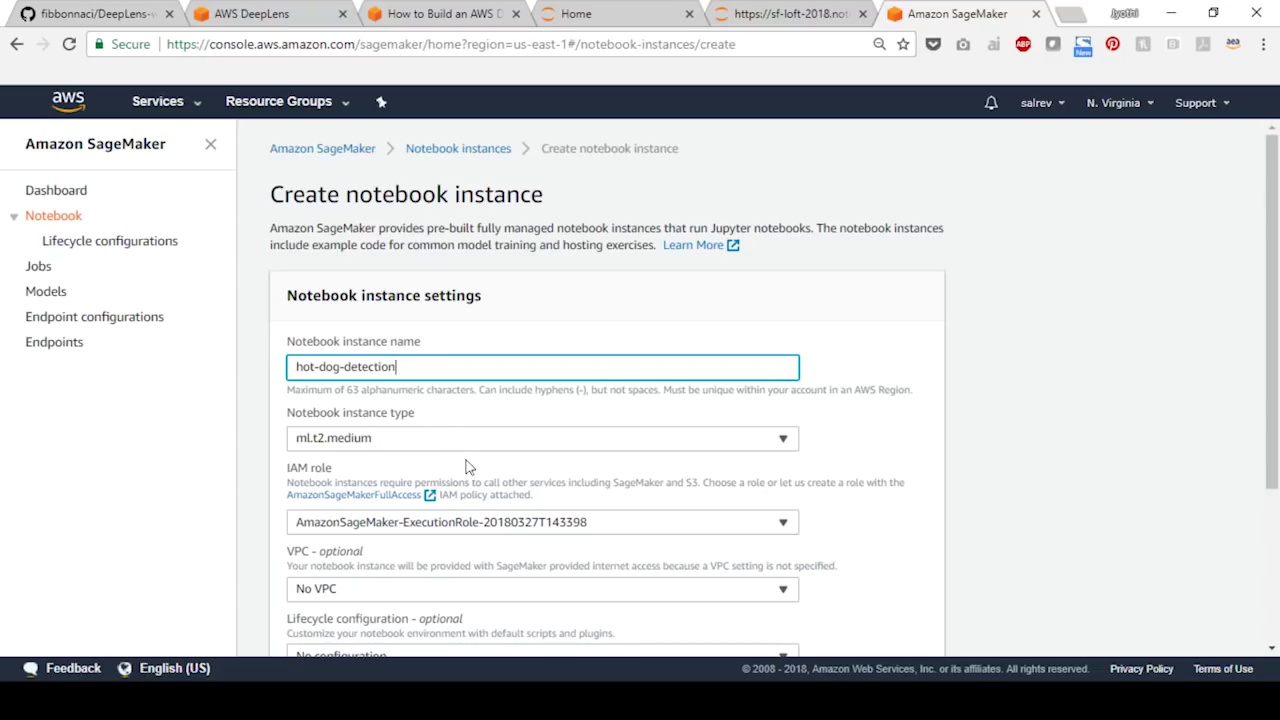 fibbonnaci/DeepLens-w
AWS DeepLens
How to Build an AWS D
Home
https://sf-loft-2018.not
Amazon SageMaker
Jyothi
Secure
https://console.aws.amazon.com/sagemaker/home?region=us-east-1#/notebook-instances/create
ai
ABP
New
aws
Services
Resource Groups
salrev
N. Virginia
Support
Amazon SageMaker
Dashboard
Notebook
Lifecycle configurations
Jobs
Models
Endpoint configurations
Endpoints
Amazon SageMaker
Notebook instances
Create notebook instance
Create notebook instance
Amazon SageMaker provides pre-built fully managed notebook instances that run Jupyter notebooks. The notebook instances
include example code for common model training and hosting exercises. Learn More
Notebook instance settings
Notebook instance name
hot-dog-detection
Maximum of 63 alphanumeric characters. Can include hyphens (-), but not spaces. Must be unique within your account in an AWS Region.
Notebook instance type
ml.t2.medium
IAM role
Notebook instances require permissions to call other services including SageMaker and S3. Choose a role or let us create a role with the
AmazonSageMakerFullAccess IAM policy attached.
AmazonSageMaker-ExecutionRole-20180327T143398
VPC - optional
Your notebook instance will be provided with SageMaker provided internet access because a VPC setting is not specified.
No VPC
Lifecycle configuration - optional
Customize your notebook environment with default scripts and plugins.
No configuration
Feedback
English (US)
© 2008 - 2018, Amazon Web Services, Inc. or its affiliates. All rights reserved.
Privacy Policy
Terms of Use